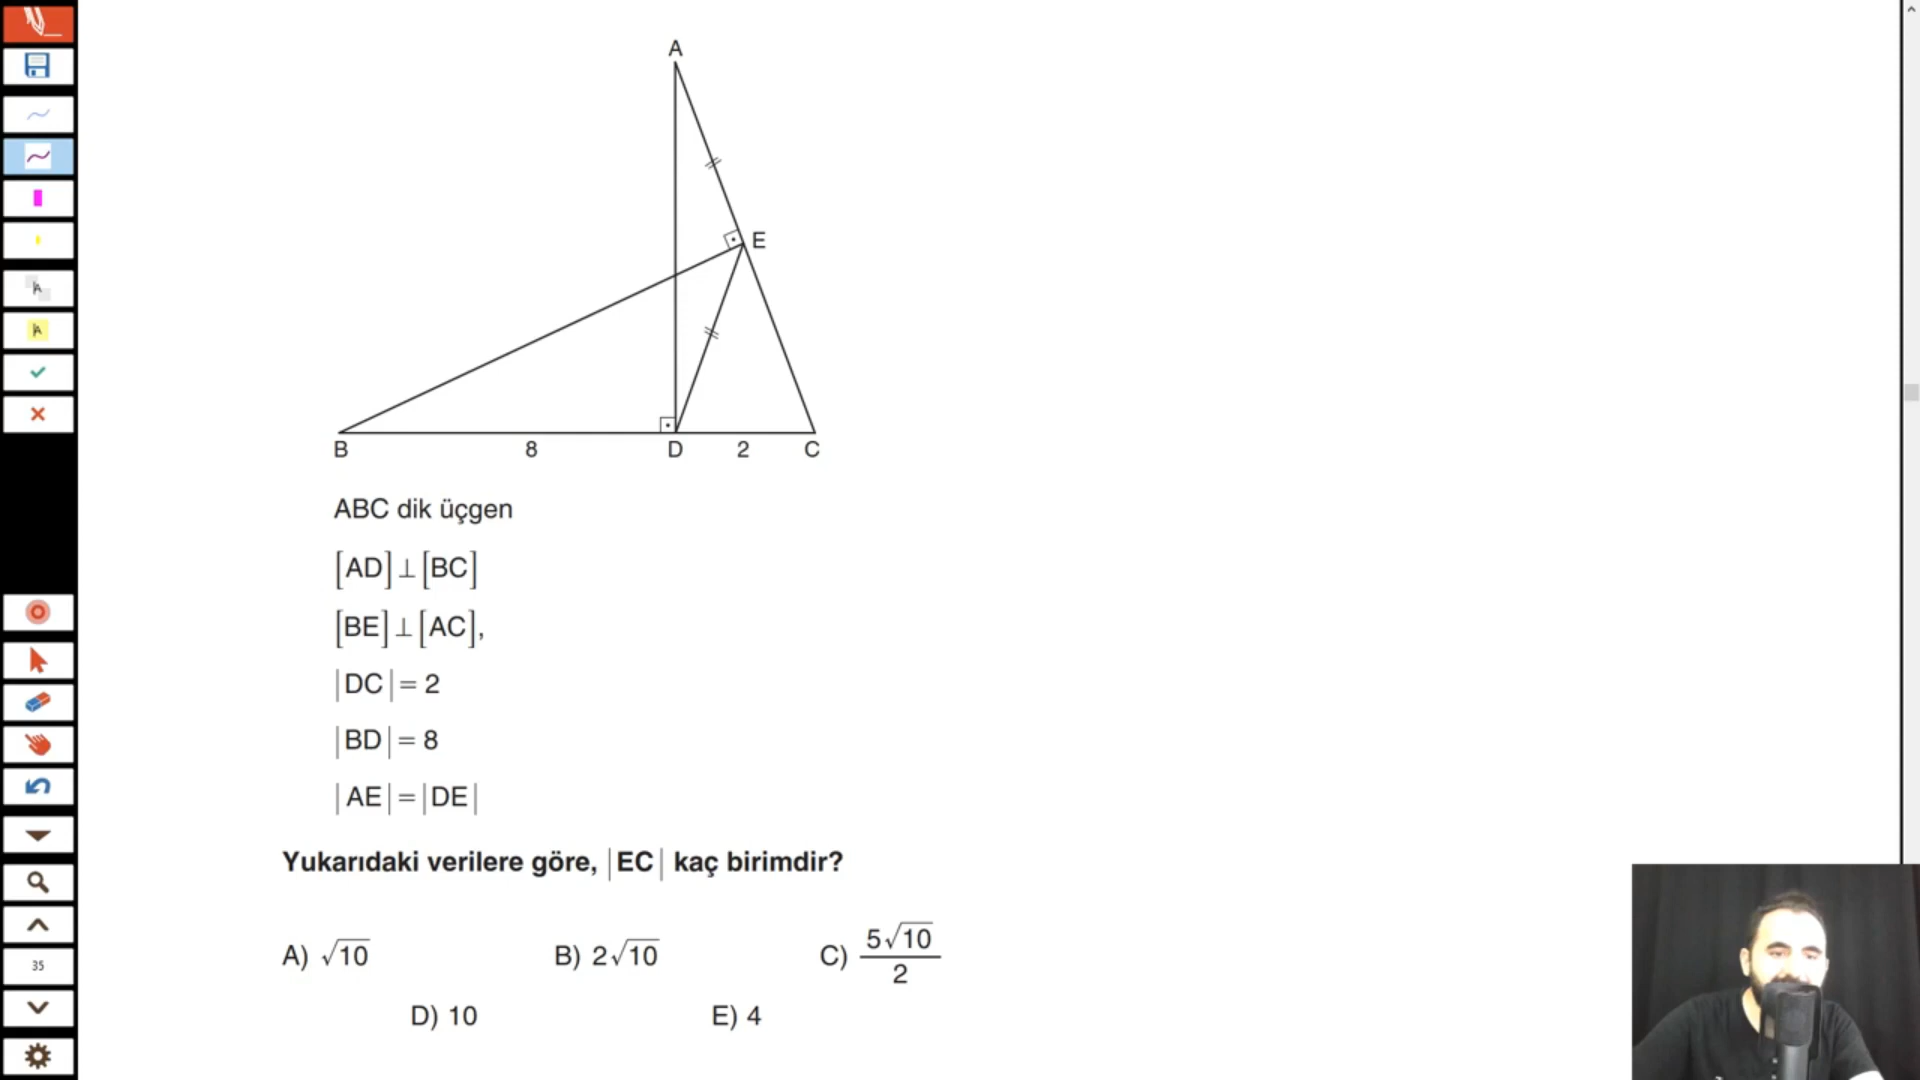 A
E
B
8
D
2
C
ABC dik üçgen
[AD]⊥[BC]
[BE]⊥[AC],
|DC| = 2
|BD| = 8
|AE| = |DE|
Yukarıdaki verilere göre, |EC| kaç birimdir?
A) √10 B) 2√10 C) 5√10/2
D) 10 E) 4
A
A
35